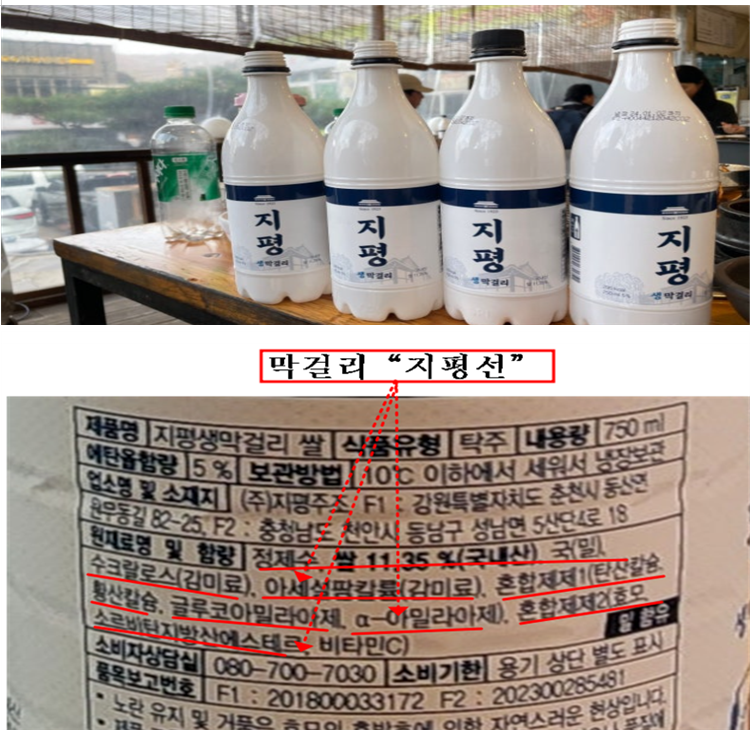 지평
생막걸리
지평
생막걸리
지평
생막걸리
지평
생막걸리
막걸리 “지평선”
제품명 지평생막걸리 쌀 식품유형 탁주 내용량 750 ml
에탄올함량 5 % 보관방법 10℃ 이하에서 세워서 냉장보관
업소명 및 소재지 (주)지평주조 F1 : 강원특별자치도 춘천시 동산면
원무동길 82-25, F2 : 충청남도 천안시 동남구 성남면 5산단4로 18
원재료명 및 함량 정제수, 쌀 11.35 %(국내산), 국(밀),
수크랄로스(감미료), 아세설팜칼륨(감미료), 혼합제제1(탄산칼슘,
황산칼슘, 글루코아밀라아제, α-아밀라아제), 혼합제제2(효모,
소르비탄지방산에스테르, 비타민C) 밀 함유
소비자상담실 080-700-7030 소비기한 용기 상단 별도 표시
품목보고번호 F1 : 201800033172 F2 : 202300285481
• 노란 유지 및 거품은 효모의 후발효에 의한 자연스러운 현상입니다.